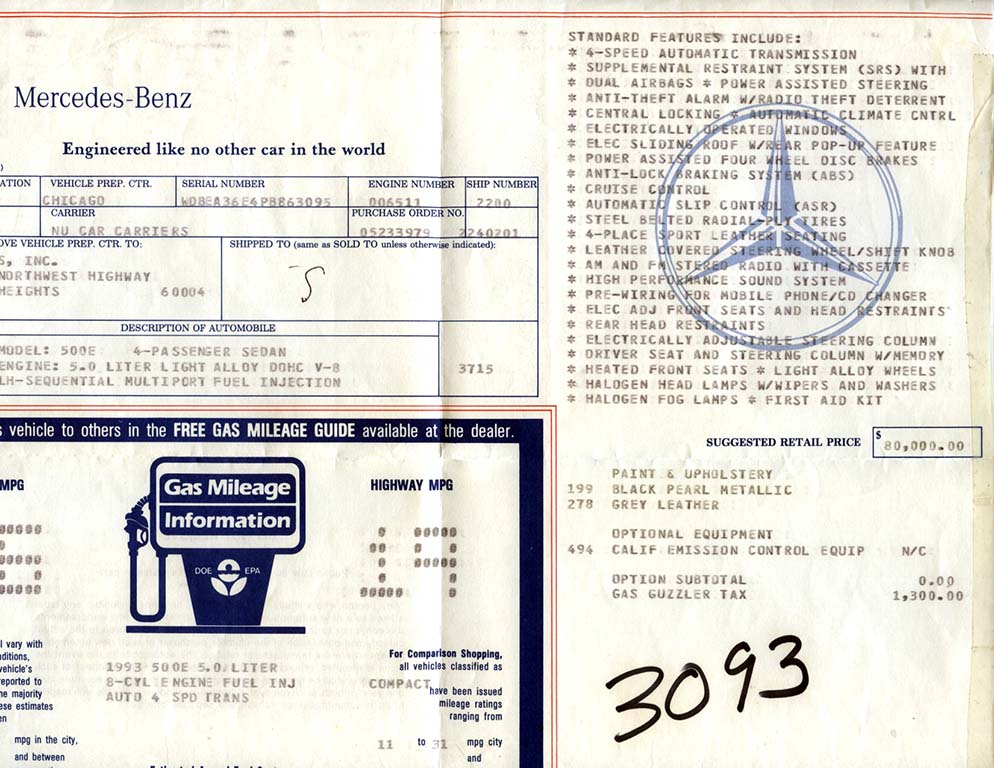 Mercedes-Benz
Engineered like no other car in the world
)
ATION VEHICLE PREP. CTR. SERIAL NUMBER ENGINE NUMBER SHIP NUMBER
CHICAGO WDBEA36E4PB863095 006511 2200
CARRIER PURCHASE ORDER NO.
NU CAR CARRIERS 05233979 2240201
OVE VEHICLE PREP. CTR. TO: SHIPPED TO (same as SOLD TO unless otherwise indicated):
S, INC.
NORTHWEST HIGHWAY
HEIGHTS 60004
DESCRIPTION OF AUTOMOBILE
MODEL: 500E 4-PASSENGER SEDAN
ENGINE: 5.0 LITER LIGHT ALLOY DOHC V-8 3715
LH-SEQUENTIAL MULTIPORT FUEL INJECTION
STANDARD FEATURES INCLUDE:
* 4-SPEED AUTOMATIC TRANSMISSION
* SUPPLEMENTAL RESTRAINT SYSTEM (SRS) WITH
* DUAL AIRBAGS * POWER ASSISTED STEERING
* ANTI-THEFT ALARM W/RADIO THEFT DETERRENT
* CENTRAL LOCKING * AUTOMATIC CLIMATE CNTRL
* ELECTRICALLY OPERATED WINDOWS
* ELEC SLIDING ROOF W/REAR POP-UP FEATURE
* POWER ASSISTED FOUR WHEEL DISC BRAKES
* ANTI-LOCK BRAKING SYSTEM (ABS)
* CRUISE CONTROL
* AUTOMATIC SLIP CONTROL (ASR)
* STEEL BELTED RADIAL-PLY TIRES
* 4-PLACE SPORT LEATHER SEATING
* LEATHER COVERED STEERING WHEEL/SHIFT KNOB
* AM AND FM STEREO RADIO WITH CASSETTE
* HIGH PERFORMANCE SOUND SYSTEM
* PRE-WIRING FOR MOBILE PHONE/CD CHANGER
* ELEC ADJ FRONT SEATS AND HEAD RESTRAINTS
* REAR HEAD RESTRAINTS
* ELECTRICALLY ADJUSTABLE STEERING COLUMN
* DRIVER SEAT AND STEERING COLUMN W/MEMORY
* HEATED FRONT SEATS * LIGHT ALLOY WHEELS
* HALOGEN HEAD LAMPS W/WIPERS AND WASHERS
* HALOGEN FOG LAMPS * FIRST AID KIT
SUGGESTED RETAIL PRICE $ 80,000.00
PAINT & UPHOLSTERY
199 BLACK PEARL METALLIC
278 GREY LEATHER
OPTIONAL EQUIPMENT
494 CALIF EMISSION CONTROL EQUIP N/C
OPTION SUBTOTAL 0.00
GAS GUZZLER TAX 1,300.00
3093
s vehicle to others in the FREE GAS MILEAGE GUIDE available at the dealer.
MPG
Gas Mileage
Information
DOE EPA
HIGHWAY MPG
l vary with
ditions,
vehicle's
reported to
he majority
ese estimates
en
mpg in the city,
and between
1993 500E 5.0 LITER
8-CYL ENGINE FUEL INJ
AUTO 4 SPD TRANS
For Comparison Shopping,
all vehicles classified as
COMPACT have been issued
mileage ratings
ranging from
11 to 31 mpg city
and